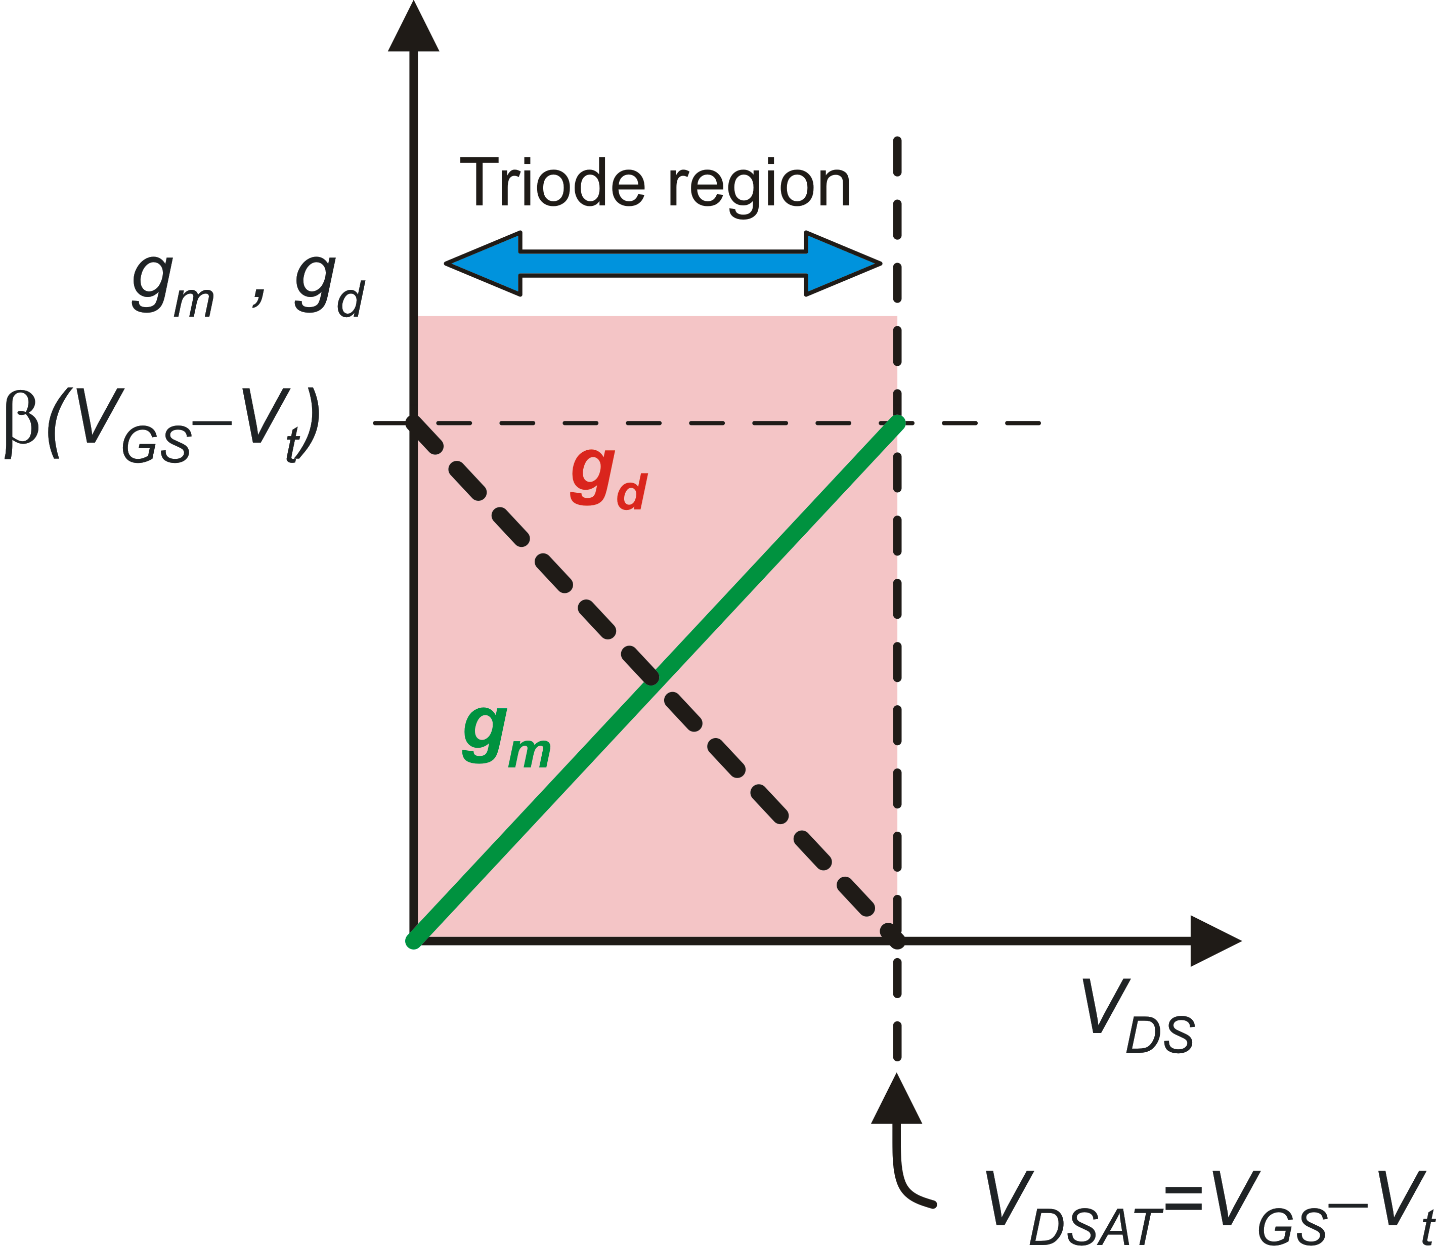 Triode region
gm , gd
β(VGS–Vt)
gd
gm
VDS
VDSAT=VGS–Vt